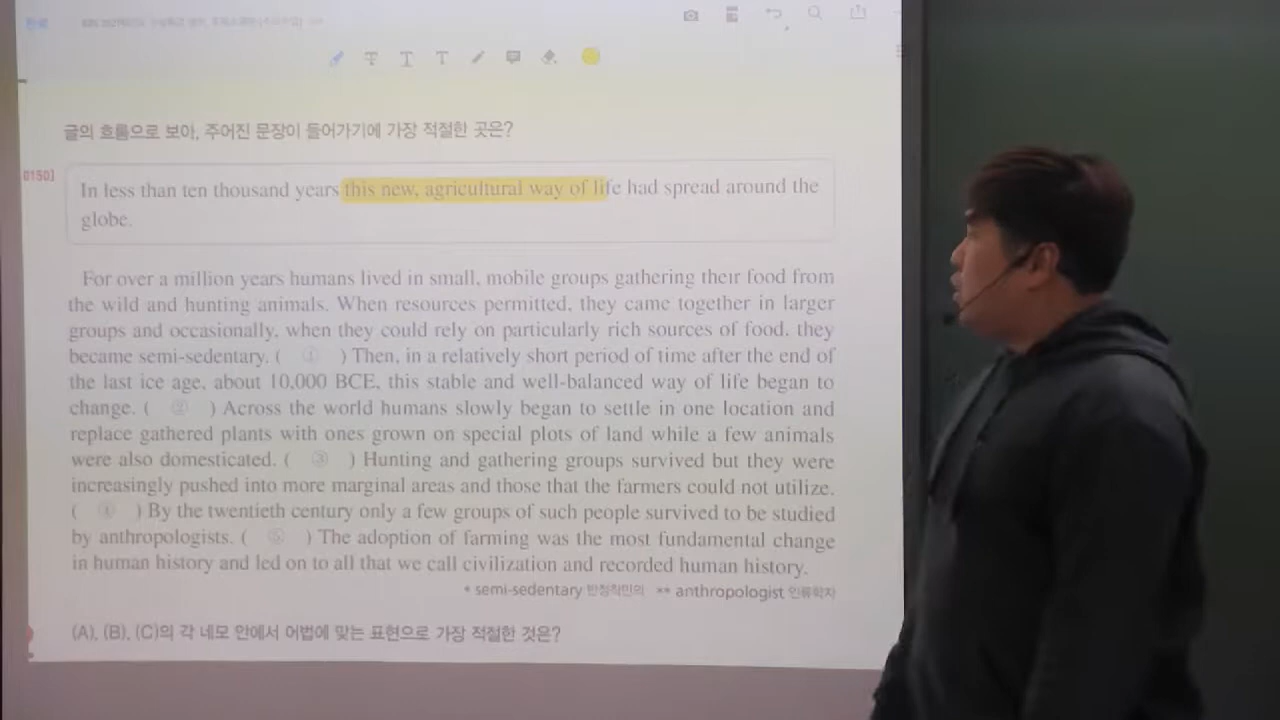 글의 흐름으로 보아, 주어진 문장이 들어가기에 가장 적절한 곳은?
0150]
In less than ten thousand years this new, agricultural way of life had spread around the
globe.
For over a million years humans lived in small, mobile groups gathering their food from
the wild and hunting animals. When resources permitted, they came together in larger
groups and occasionally, when they could rely on particularly rich sources of food, they
became semi-sedentary. ( ① ) Then, in a relatively short period of time after the end of
the last ice age, about 10,000 BCE, this stable and well-balanced way of life began to
change. ( ② ) Across the world humans slowly began to settle in one location and
replace gathered plants with ones grown on special plots of land while a few animals
were also domesticated. ( ③ ) Hunting and gathering groups survived but they were
increasingly pushed into more marginal areas and those that the farmers could not utilize.
( ④ ) By the twentieth century only a few groups of such people survived to be studied
by anthropologists. ( ⑤ ) The adoption of farming was the most fundamental change
in human history and led on to all that we call civilization and recorded human history.
* semi-sedentary 반정착민의 ** anthropologist 인류학자
(A), (B), (C)의 각 네모 안에서 어법에 맞는 표현으로 가장 적절한 것은?